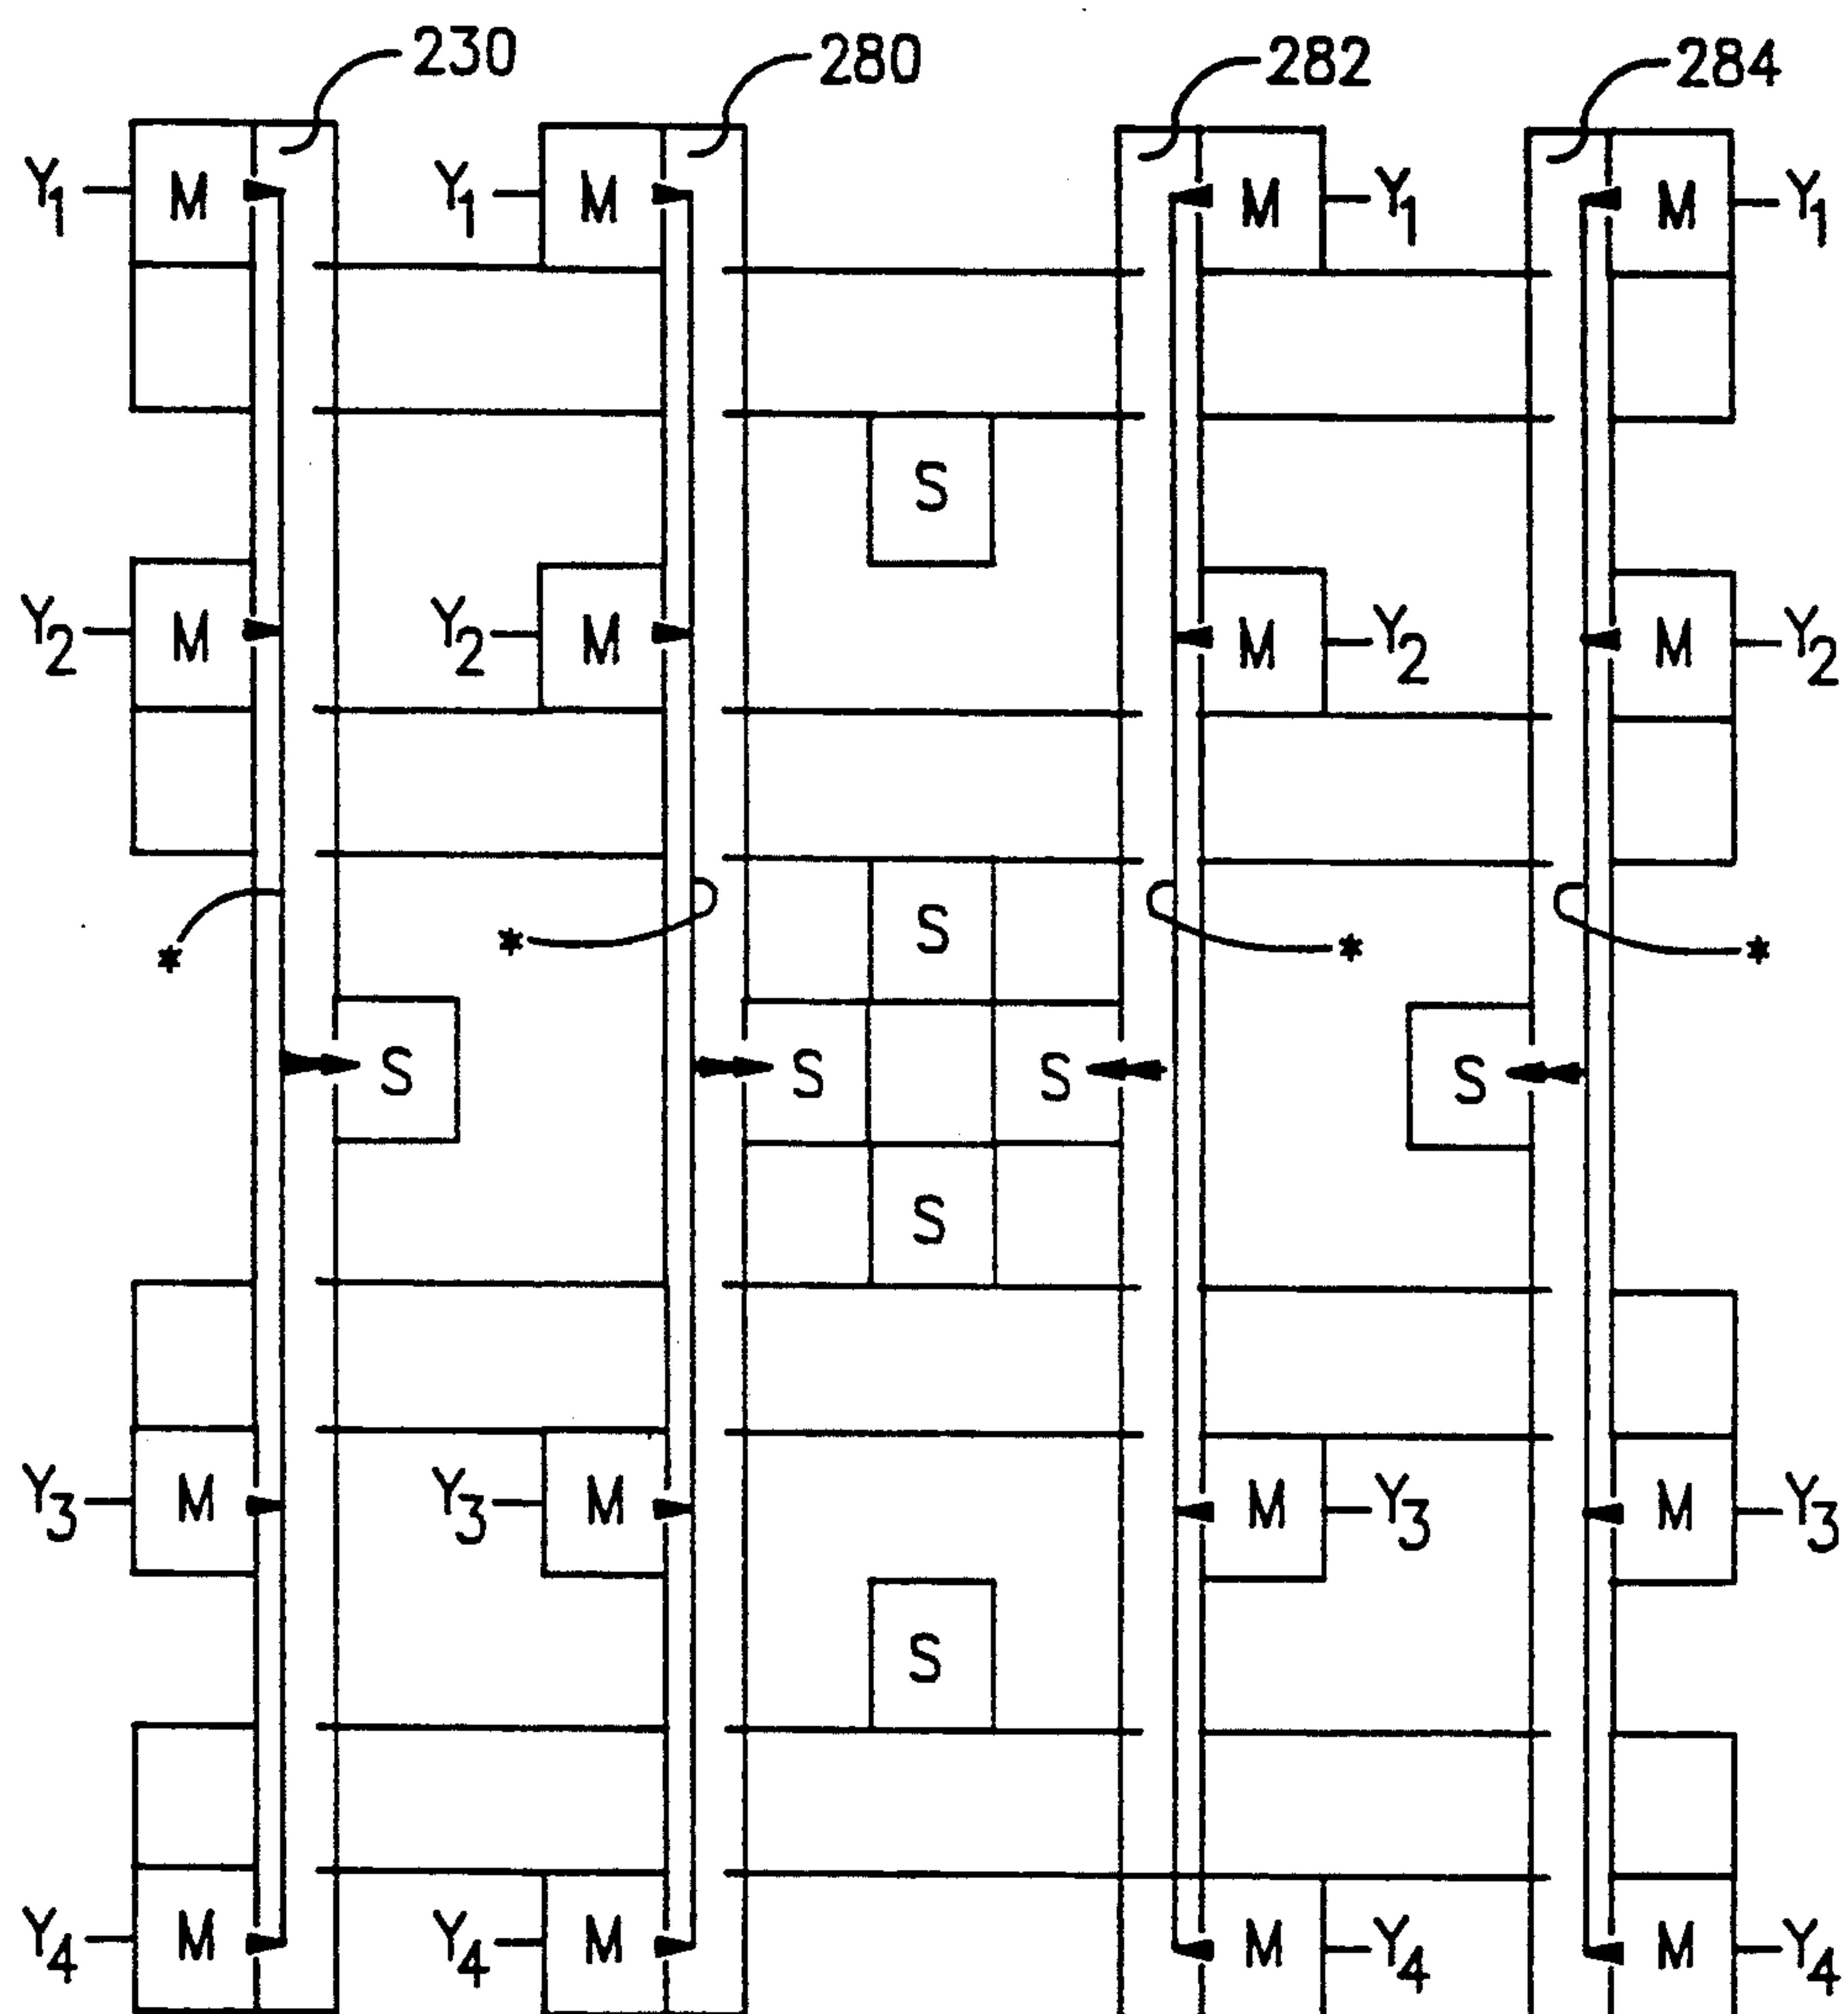 230 280 282 284
Y1 M Y1 M M Y1 M Y1
S
Y2 M Y2 M M Y2 M Y2
S
* * * *
S S S S
S
Y3 M Y3 M M Y3 M Y3
S
Y4 M Y4 M M Y4 M Y4